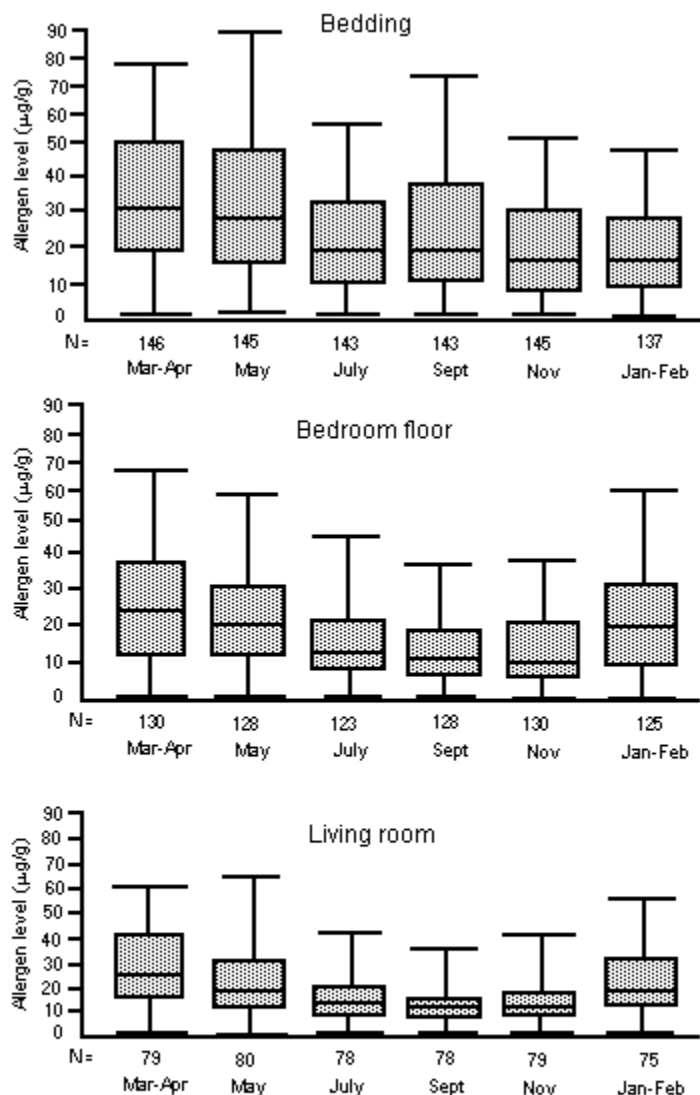 Bedding
Allergen level (µg/g)
90
80
70
60
50
40
30
20
10
0
N= 146 145 143 143 145 137
Mar-Apr May July Sept Nov Jan-Feb
Bedroom floor
Allergen level (µg/g)
90
80
70
60
50
40
30
20
10
0
N= 130 128 123 128 130 125
Mar-Apr May July Sept Nov Jan-Feb
Living room
Allergen level (µg/g)
90
80
70
60
50
40
30
20
10
0
N= 79 80 78 78 79 75
Mar-Apr May July Sept Nov Jan-Feb